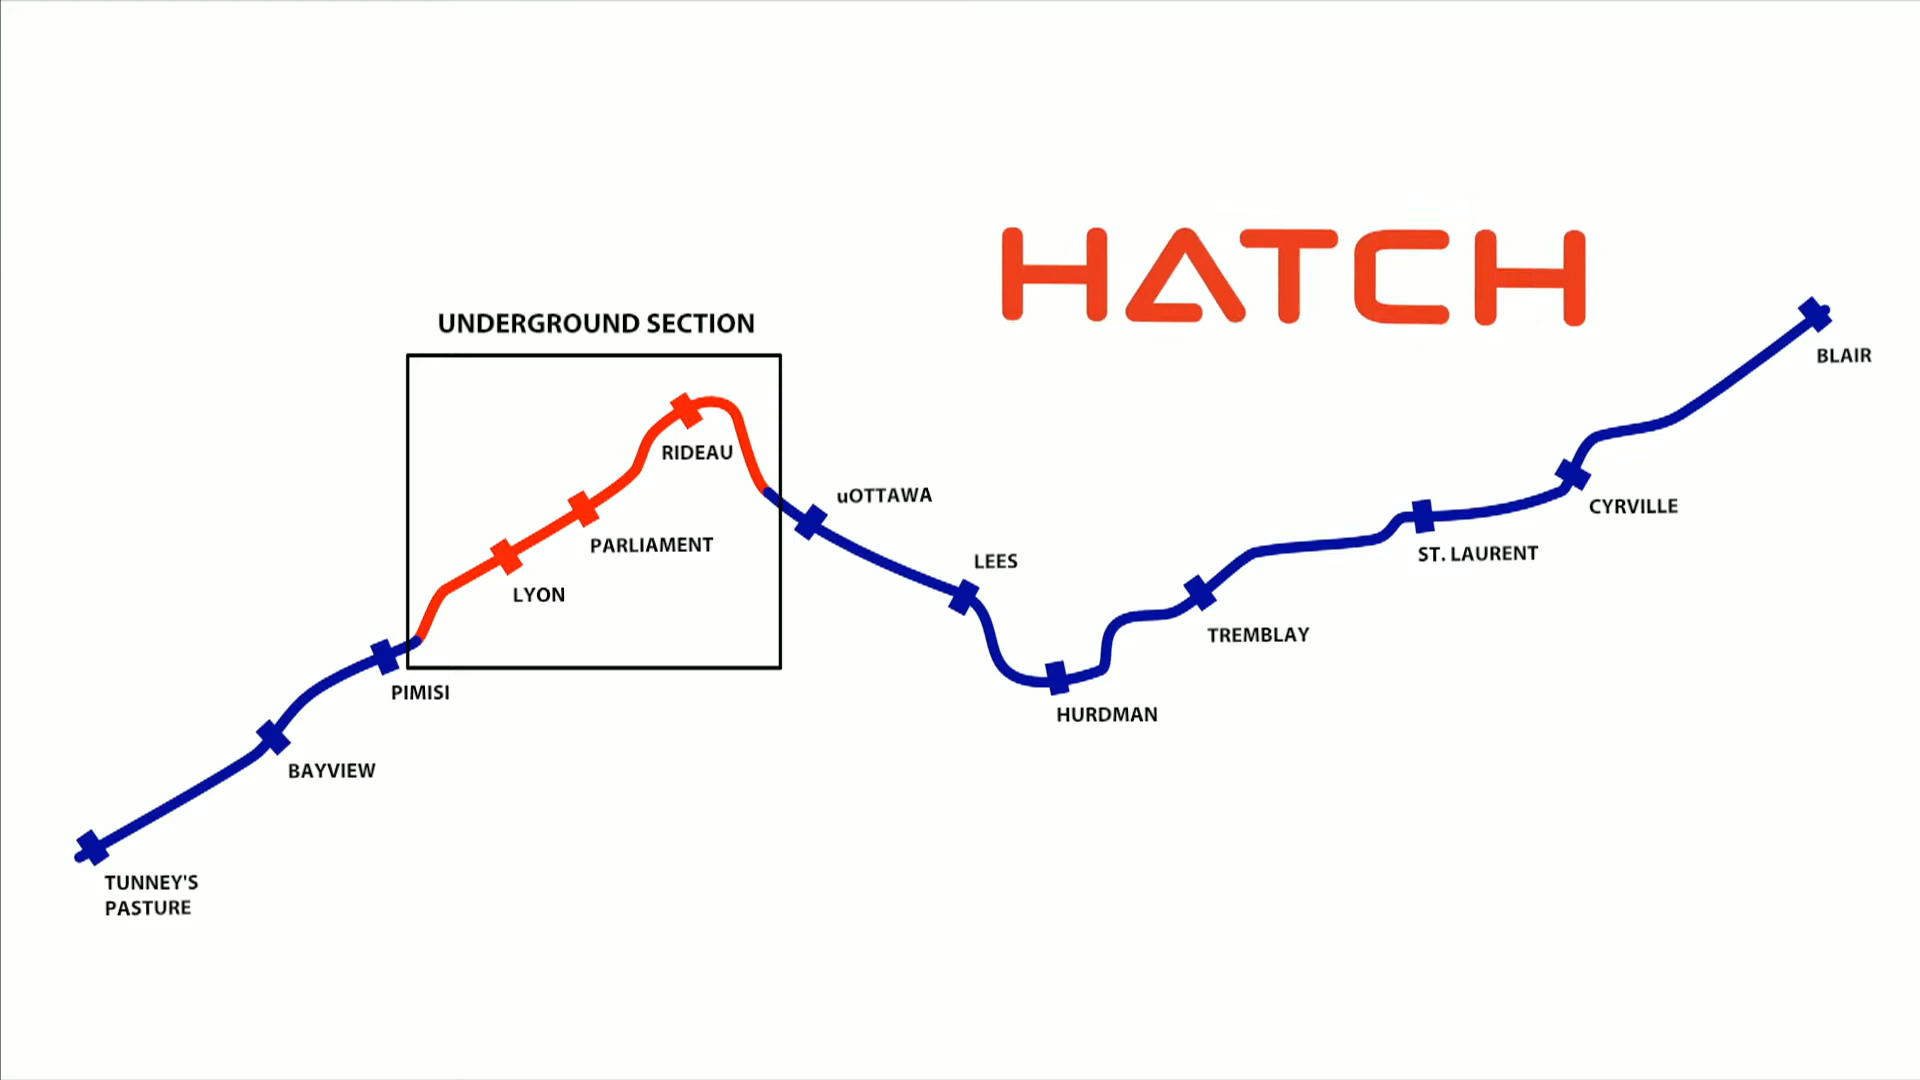 HATCH
UNDERGROUND SECTION
BLAIR
RIDEAU
uOTTAWA
CYRVILLE
PARLIAMENT
ST. LAURENT
LEES
LYON
TREMBLAY
PIMISI
HURDMAN
BAYVIEW
TUNNEY'S
PASTURE